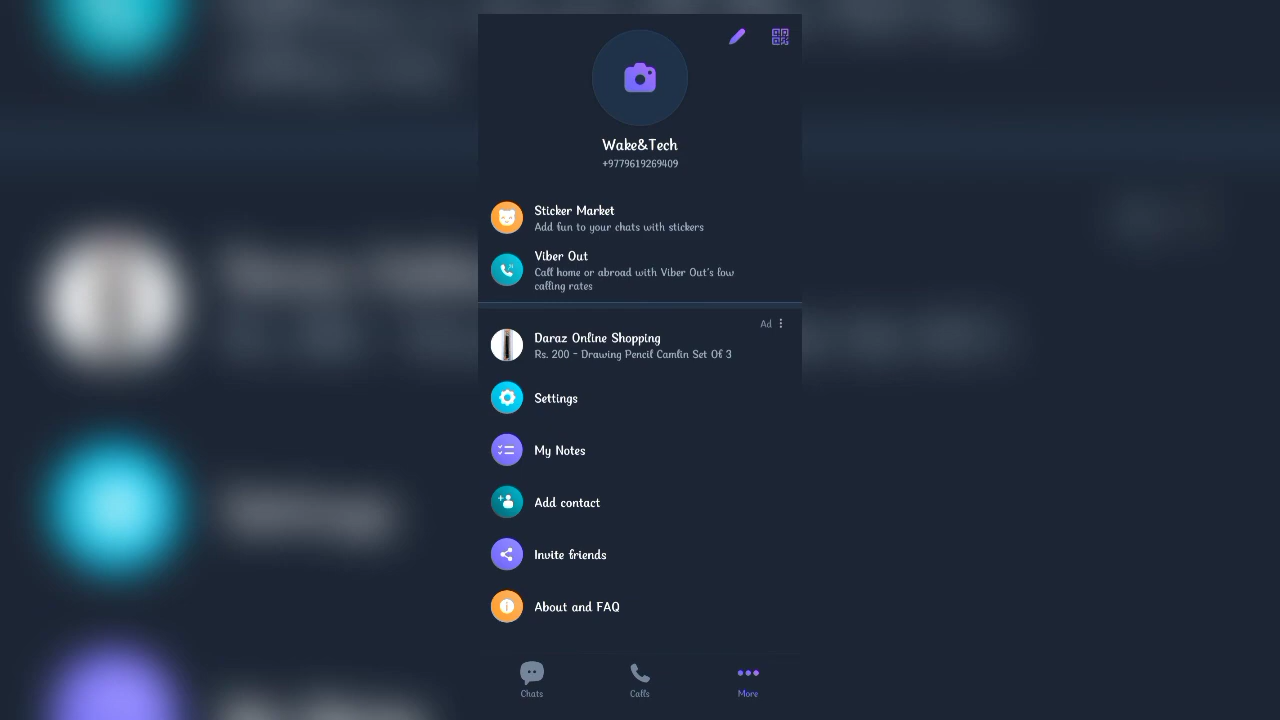 Wake&Tech
+9779619269409
Sticker Market
Add fun to your chats with stickers
Viber Out
Call home or abroad with Viber Out's low
calling rates
Ad
Daraz Online Shopping
Rs. 200 - Drawing Pencil Camlin Set Of 3
Settings
My Notes
Add contact
Invite friends
About and FAQ
Chats
Calls
More